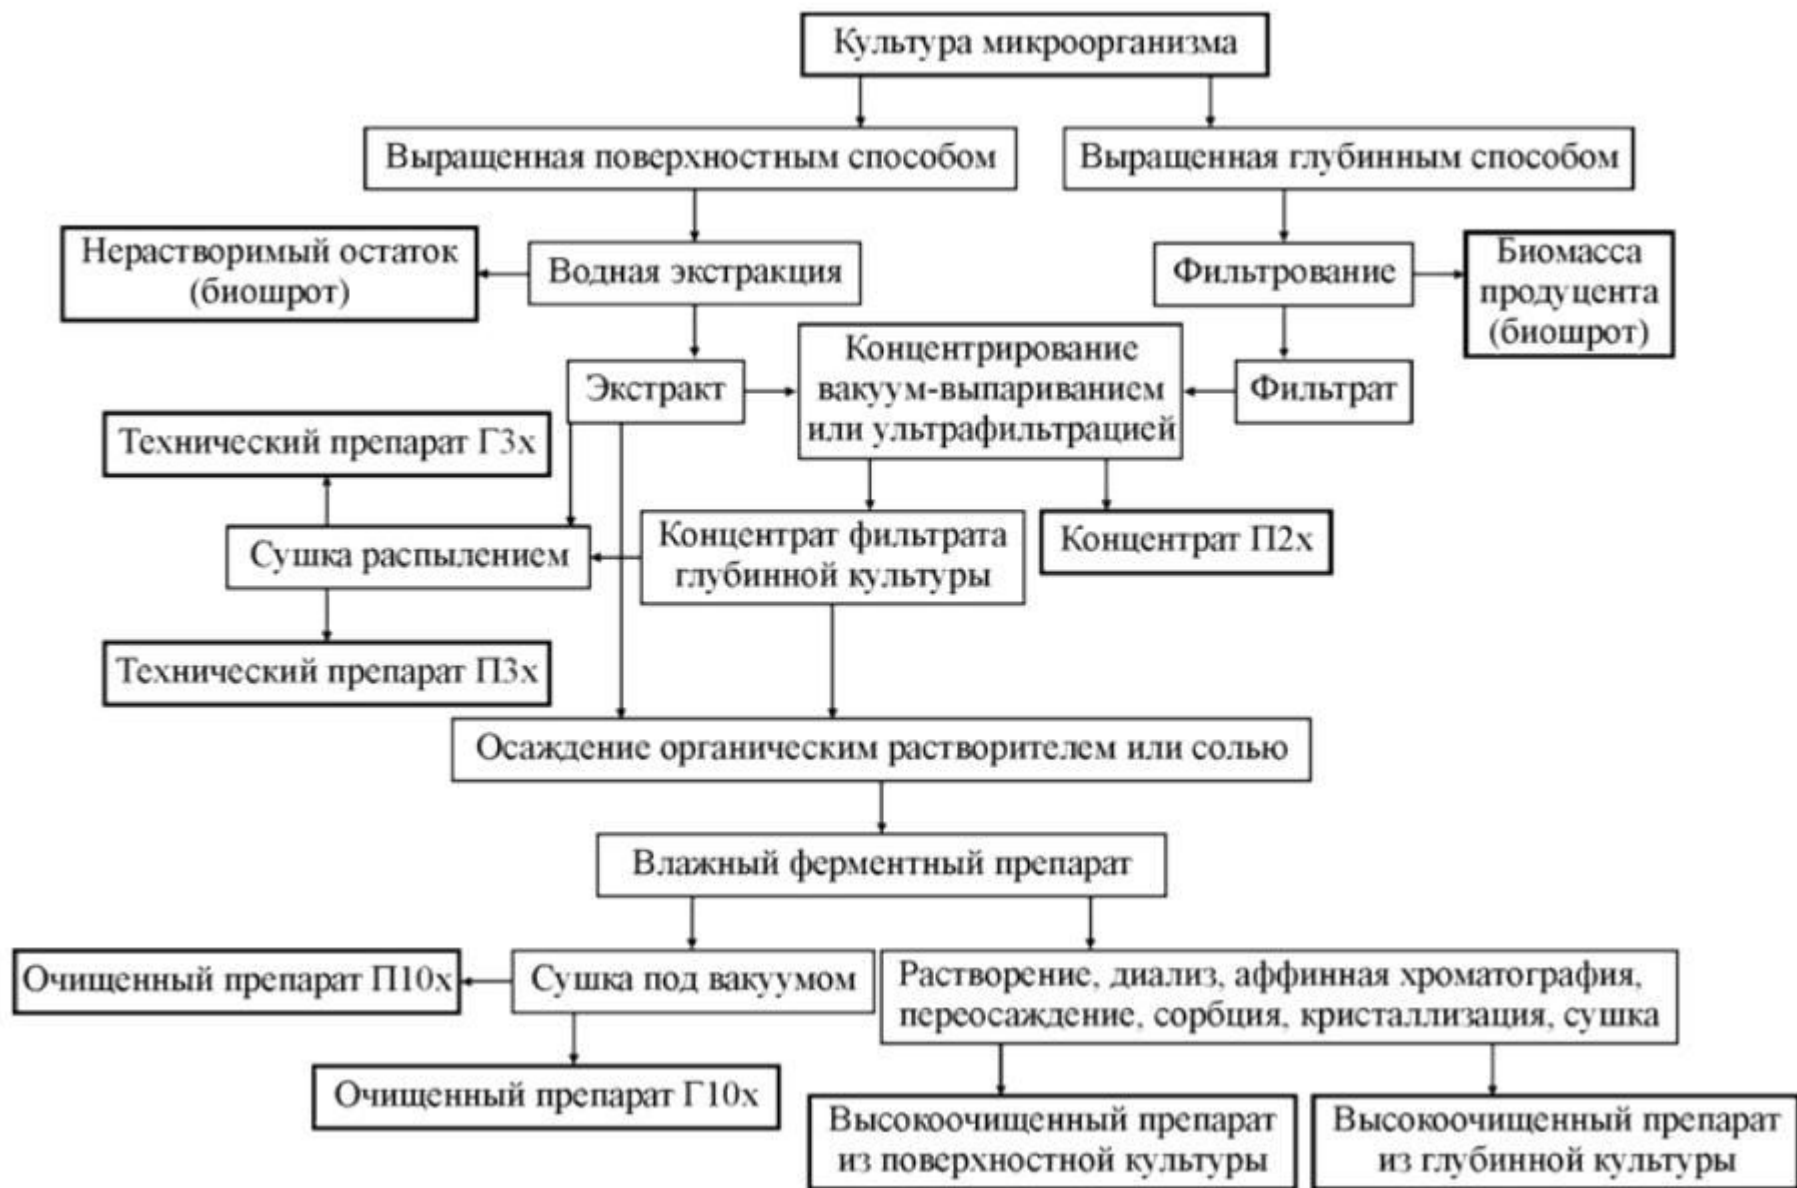 Культура микроорганизма
Выращенная поверхностным способом
Выращенная глубинным способом
Нерастворимый остаток
(биошрот)
Водная экстракция
Фильтрование
Биомасса
продуцента
(биошрот)
Экстракт
Концентрирование
вакуум-выпариванием
или ультрафильтрацией
Фильтрат
Технический препарат Г3х
Сушка распылением
Концентрат фильтрата
глубинной культуры
Концентрат П2х
Технический препарат П3х
Осаждение органическим растворителем или солью
Влажный ферментный препарат
Очищенный препарат П10х
Сушка под вакуумом
Растворение, диализ, аффинная хроматография,
переосаждение, сорбция, кристаллизация, сушка
Очищенный препарат Г10х
Высокоочищенный препарат
из поверхностной культуры
Высокоочищенный препарат
из глубинной культуры